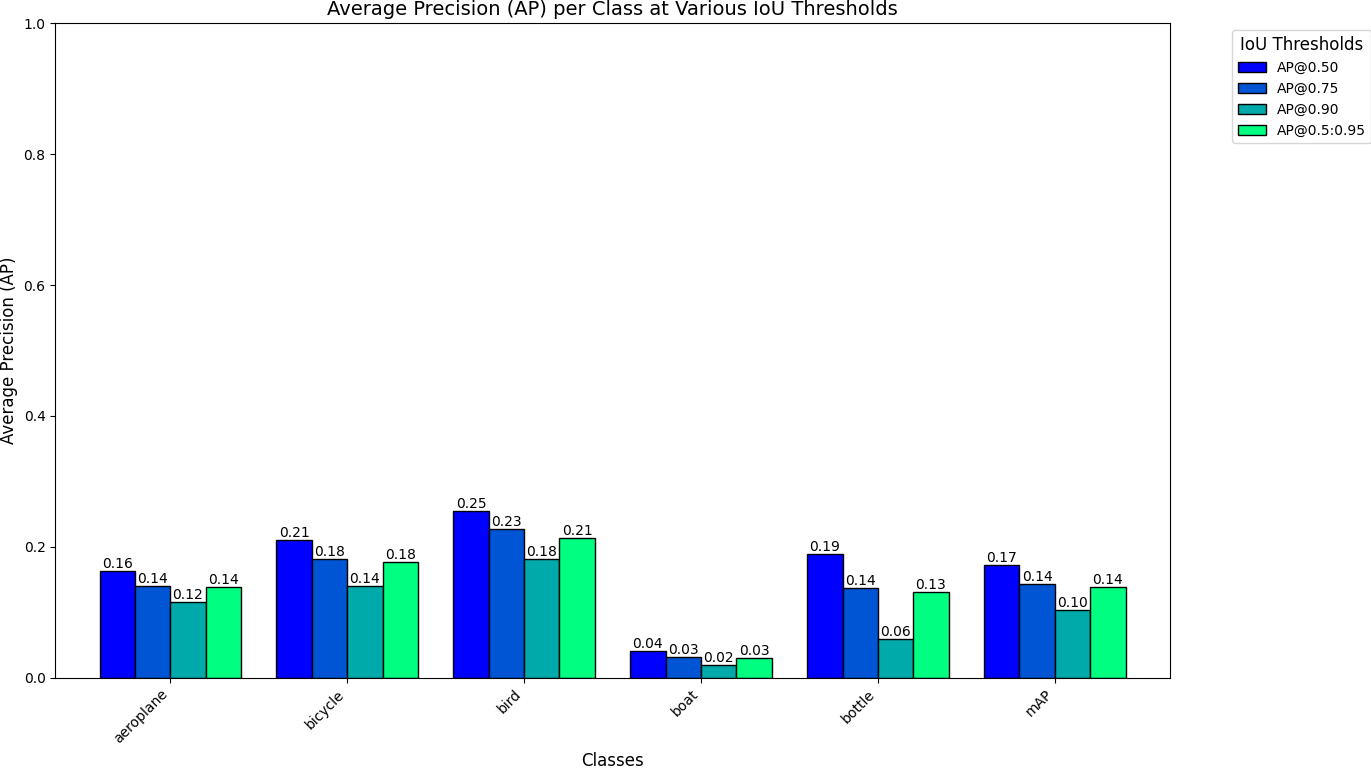 Average Precision (AP) per Class at Various IoU Thresholds
IoU Thresholds
AP@0.50
AP@0.75
AP@0.90
AP@0.5:0.95
Average Precision (AP)
1.0
0.8
0.6
0.4
0.2
0.0
0.16 0.14 0.12 0.14
0.21 0.18 0.14 0.18
0.25 0.23 0.18 0.21
0.04 0.03 0.02 0.03
0.19 0.14 0.06 0.13
0.17 0.14 0.10 0.14
aeroplane bicycle bird boat bottle mAP
Classes